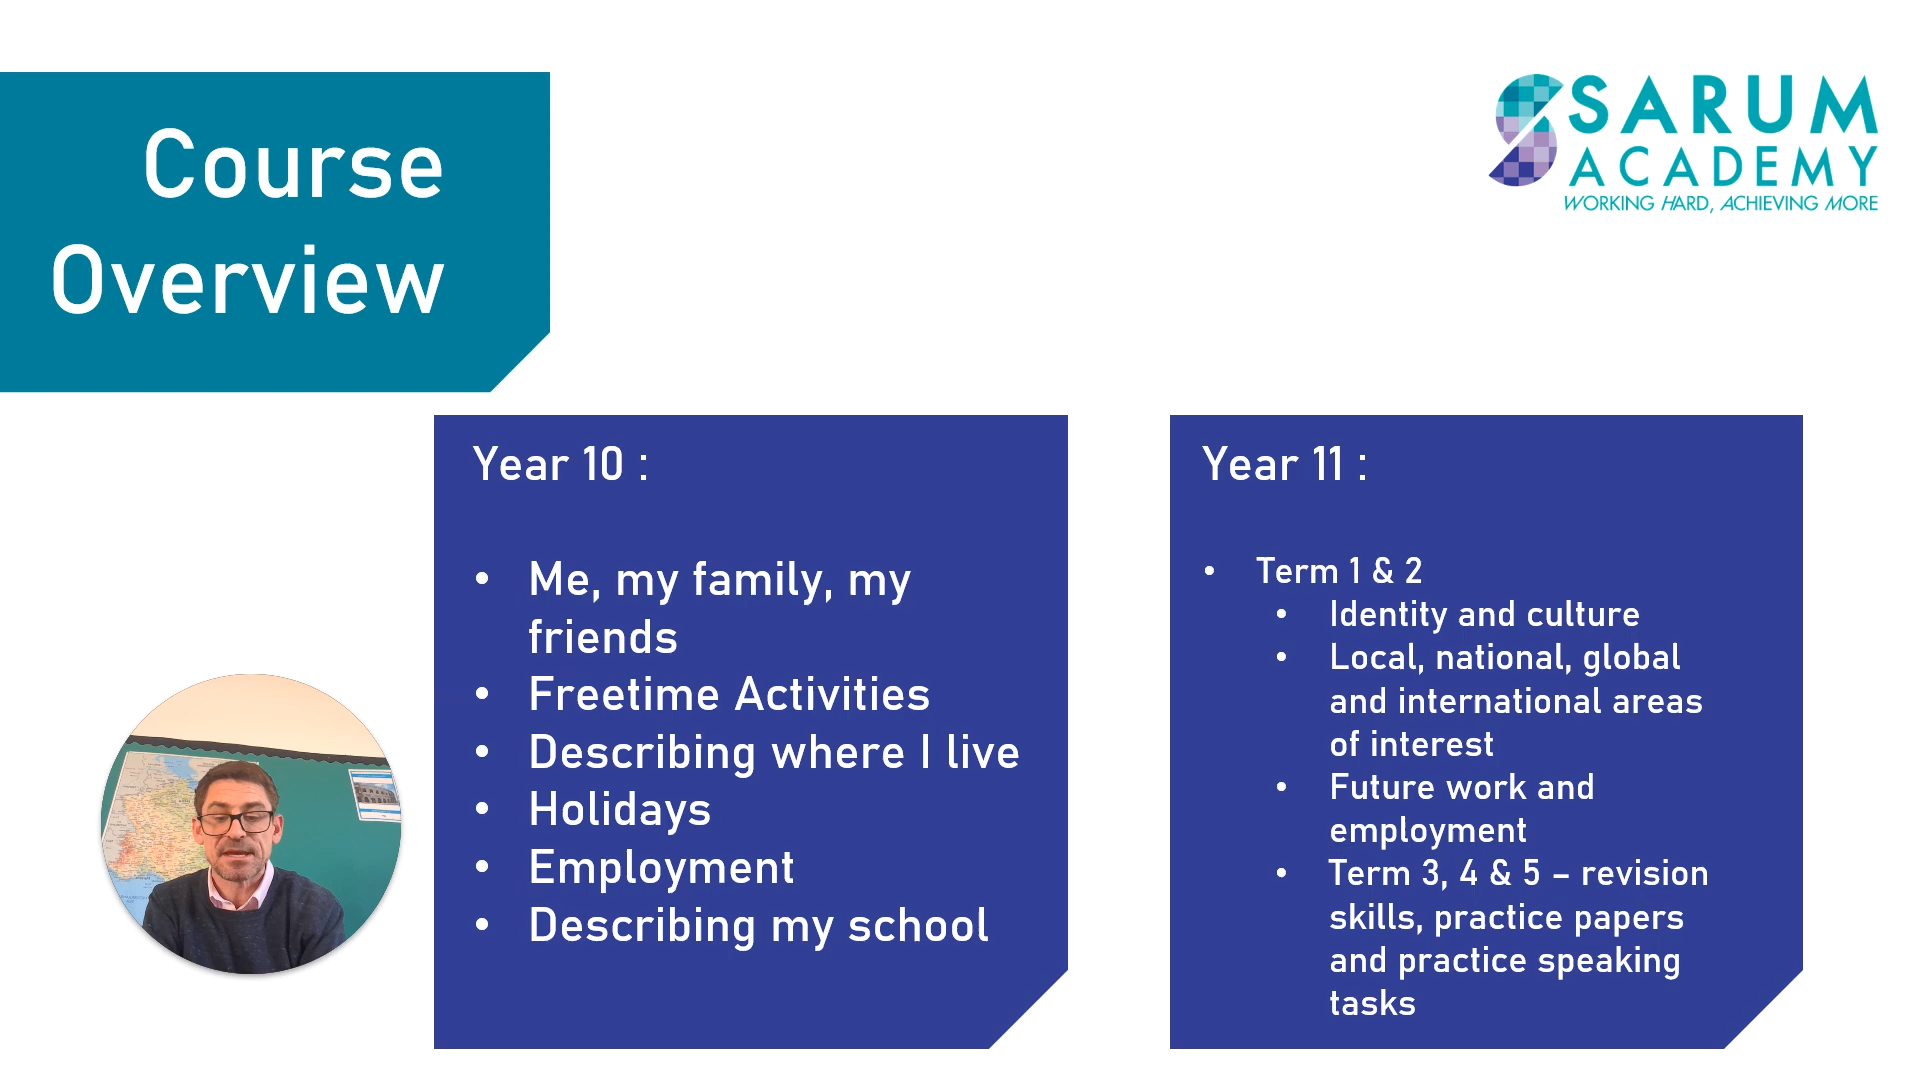 Course
Overview
SARUM
ACADEMY
WORKING HARD, ACHIEVING MORE
Year 10 :
• Me, my family, my
friends
• Freetime Activities
• Describing where I live
• Holidays
• Employment
• Describing my school
Year 11 :
• Term 1 & 2
• Identity and culture
• Local, national, global
and international areas
of interest
• Future work and
employment
• Term 3, 4 & 5 – revision
skills, practice papers
and practice speaking
tasks